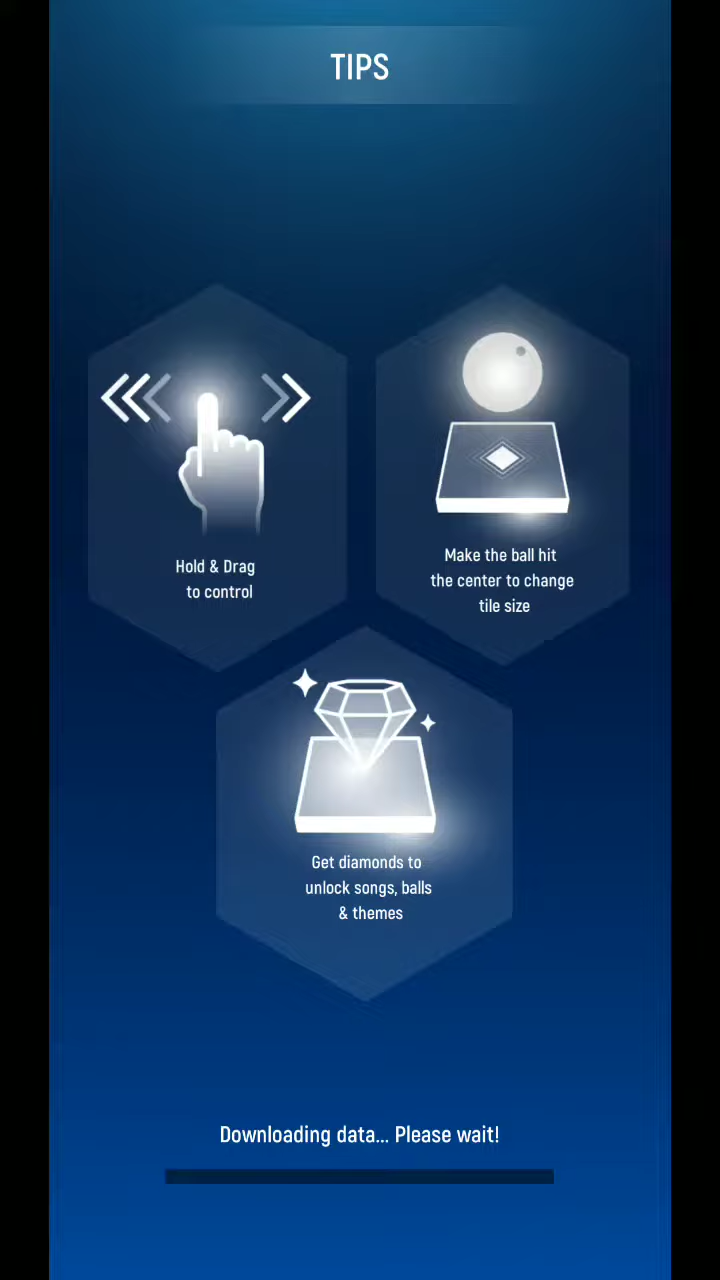 TIPS
Hold & Drag
to control
Make the ball hit
the center to change
tile size
Get diamonds to
unlock songs, balls
& themes
Downloading data... Please wait!